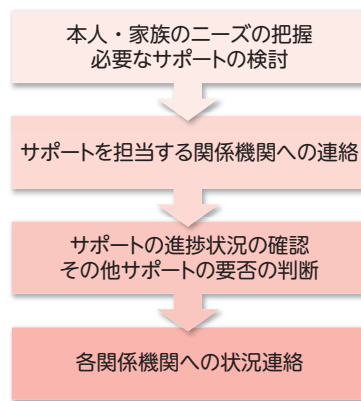 本人・家族のニーズの把握
必要なサポートの検討
サポートを担当する関係機関への連絡
サポートの進捗状況の確認
その他サポートの要否の判断
各関係機関への状況連絡